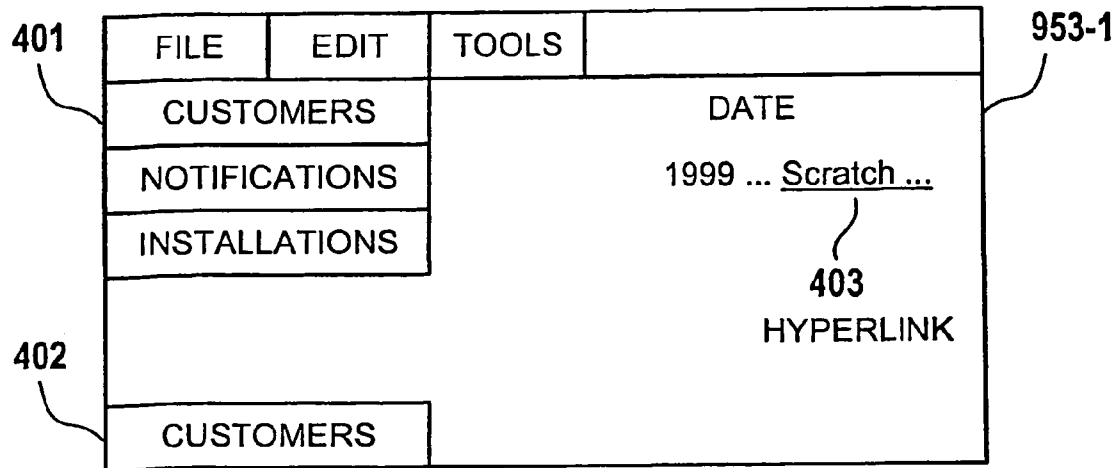 401 FILE EDIT TOOLS 953-1
CUSTOMERS DATE
NOTIFICATIONS 1999 ... Scratch ...
INSTALLATIONS
403
HYPERLINK
402
CUSTOMERS